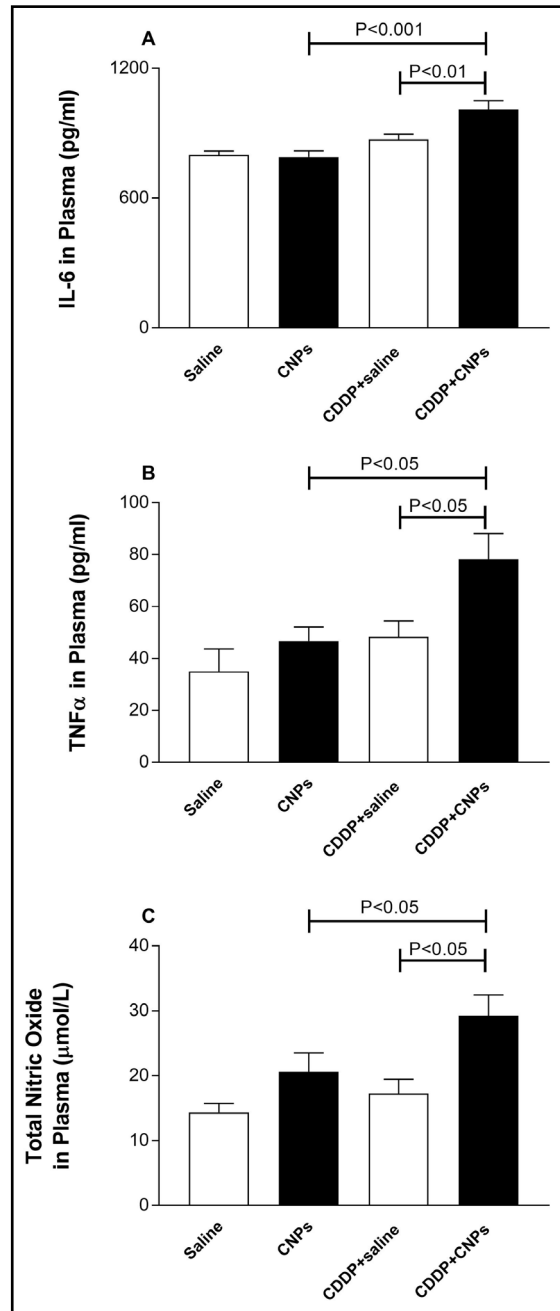 A
P<0.001
P<0.01
1200
600
0
IL-6 in Plasma (pg/ml)
Saline
CNPs
CDDP+saline
CDDP+CNPs
B
P<0.05
P<0.05
100
80
60
40
20
0
TNFα in Plasma (pg/ml)
Saline
CNPs
CDDP+saline
CDDP+CNPs
C
P<0.05
P<0.05
40
30
20
10
0
Total Nitric Oxide
in Plasma (μmol/L)
Saline
CNPs
CDDP+saline
CDDP+CNPs